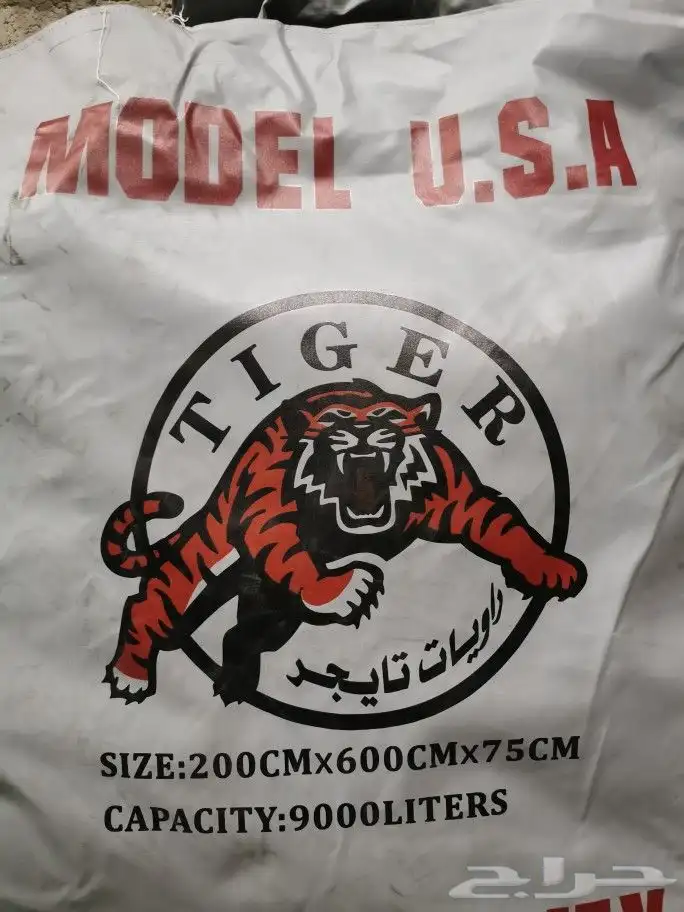 MODEL U.S.A
TIGER
راويات تايجر
SIZE:200CMx600CMx75CM
CAPACITY:9000LITERS
حراج